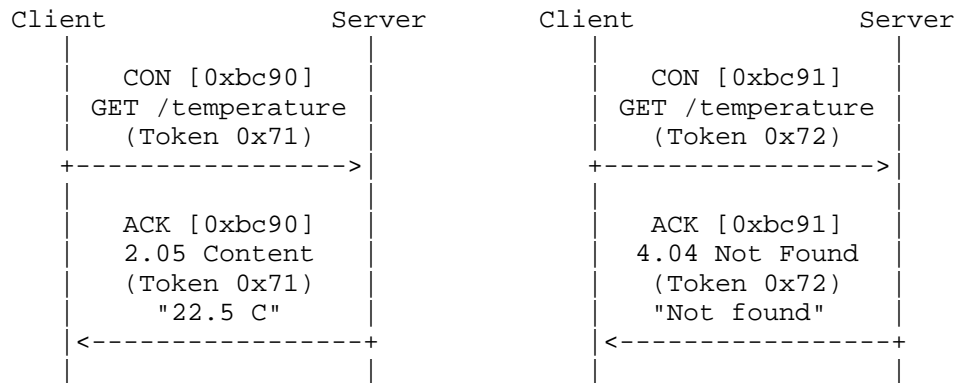 Client Server Client Server
CON [0xbc90] CON [0xbc91]
GET /temperature GET /temperature
(Token 0x71) (Token 0x72)
ACK [0xbc90] ACK [0xbc91]
2.05 Content 4.04 Not Found
(Token 0x71) (Token 0x72)
"22.5 C" "Not found"